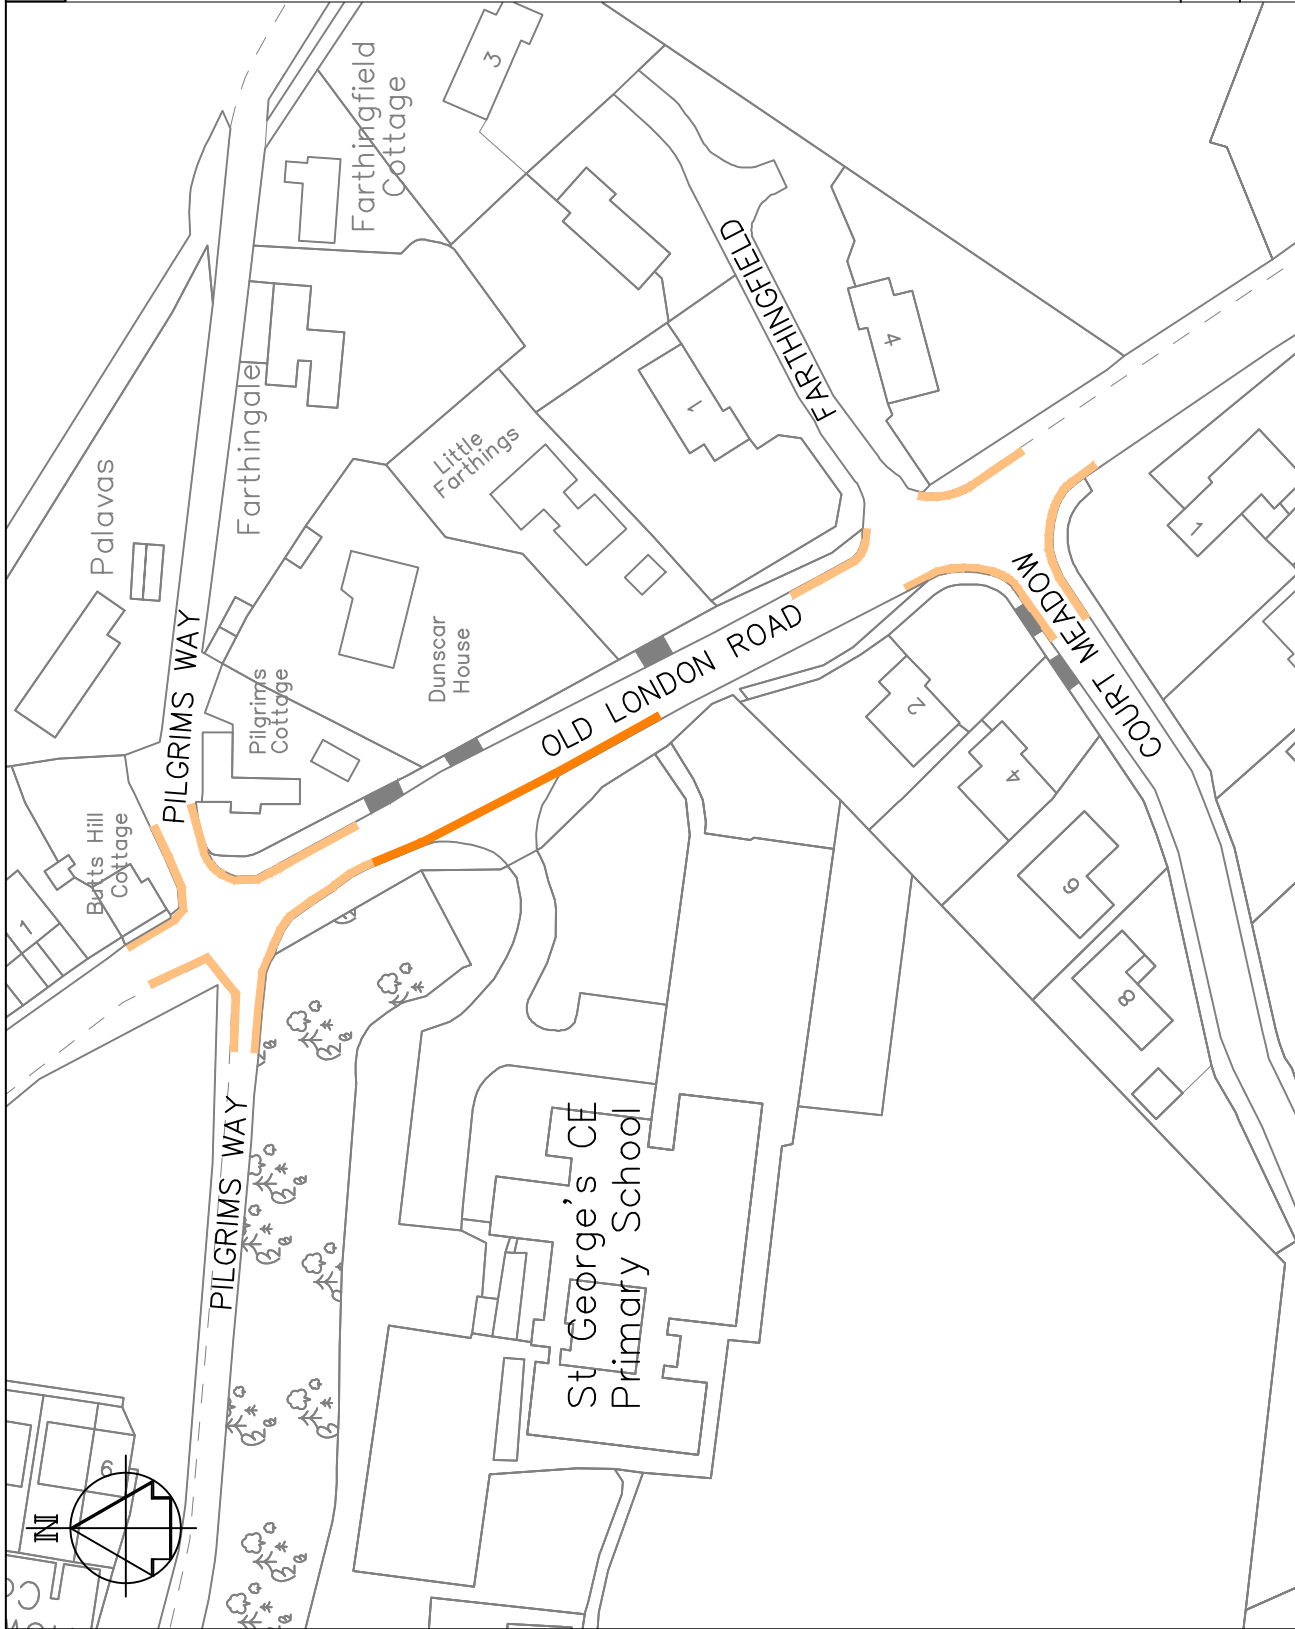 3
Farthingfield
Cottage
Palavas
Farthingale
FARTHINGFIELD
4
1
Little
Farthings
PILGRIMS WAY
Pilgrims
Cottage
Dunscar
House
OLD LONDON ROAD
1
COURT MEADOW
2
4
6
8
Butts Hill
Cottage
1
PILGRIMS WAY
St George's CE
Primary School
6
N